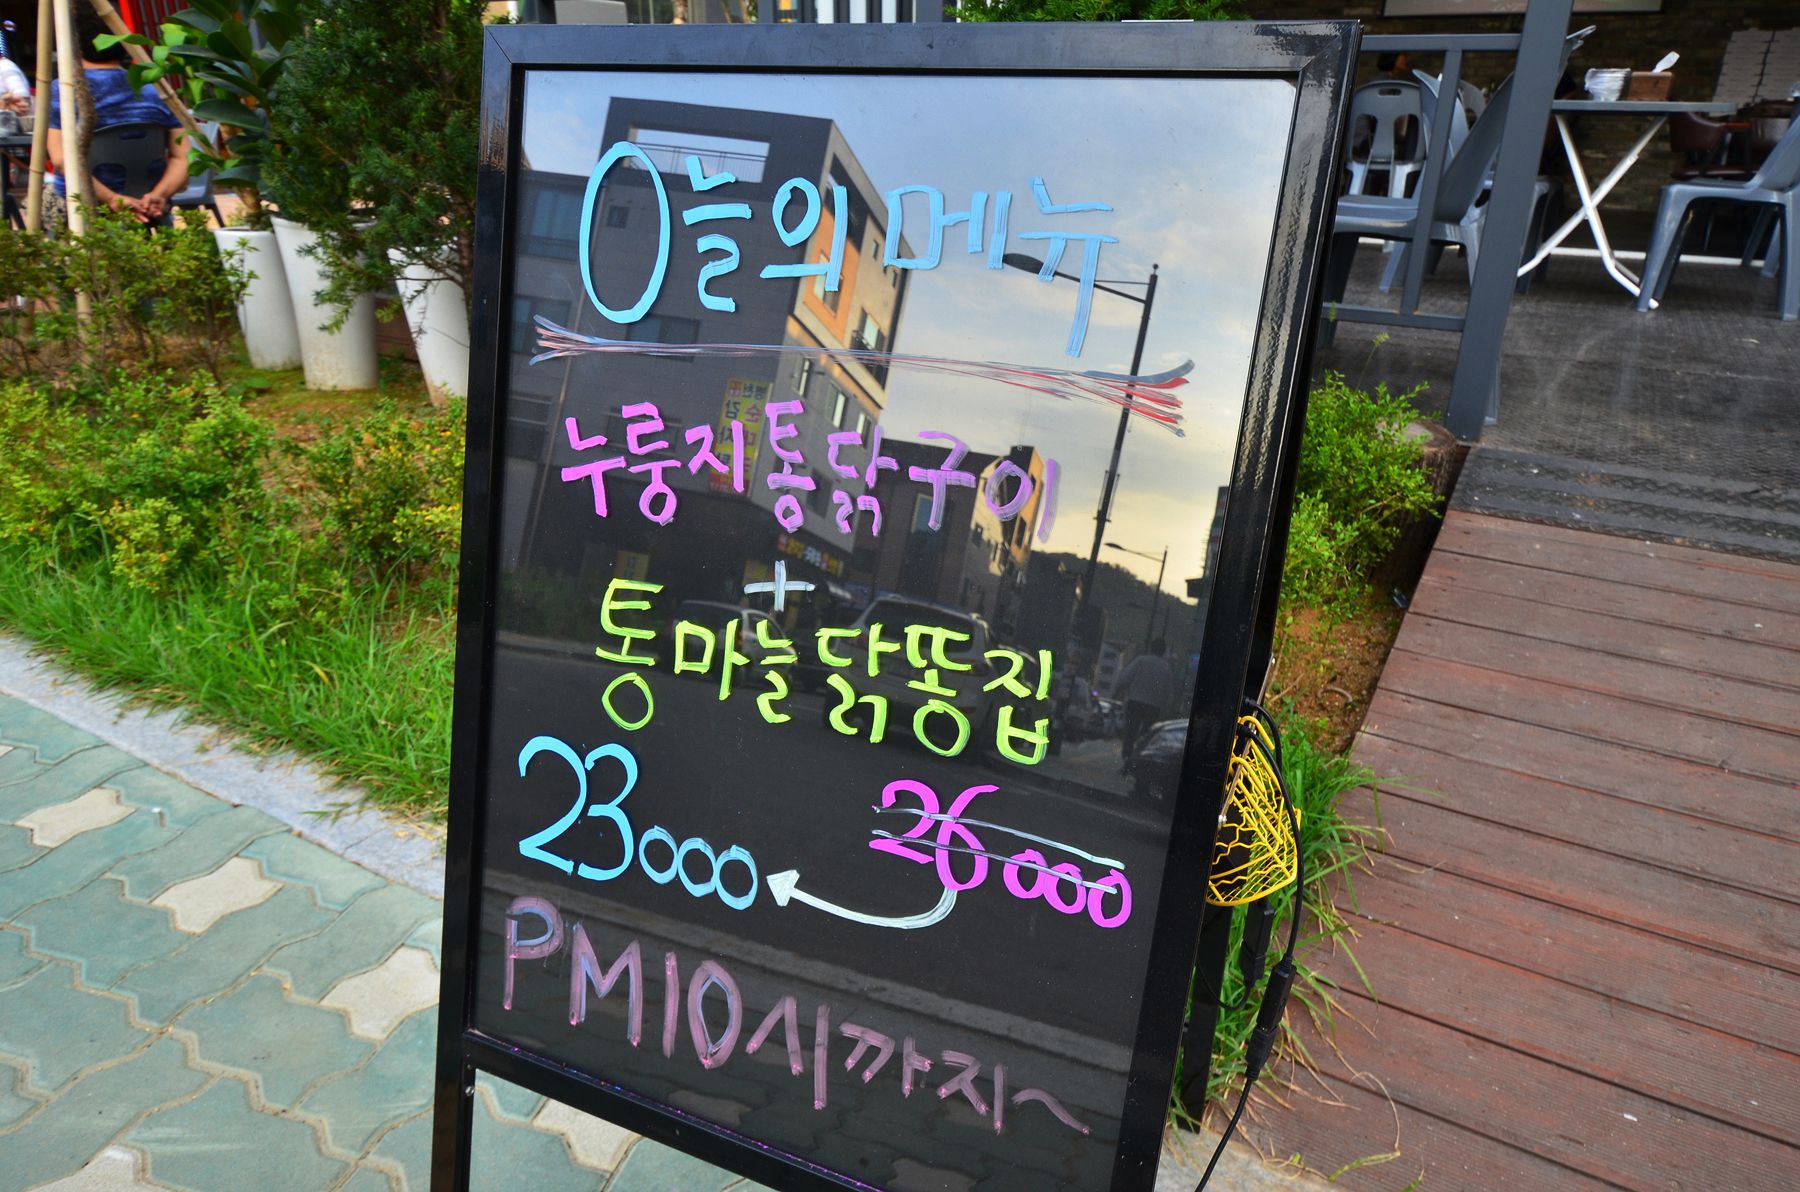 오늘의 메뉴
누룽지통닭구이
+
통마늘닭똥집
23000 26000
PM10시까지~